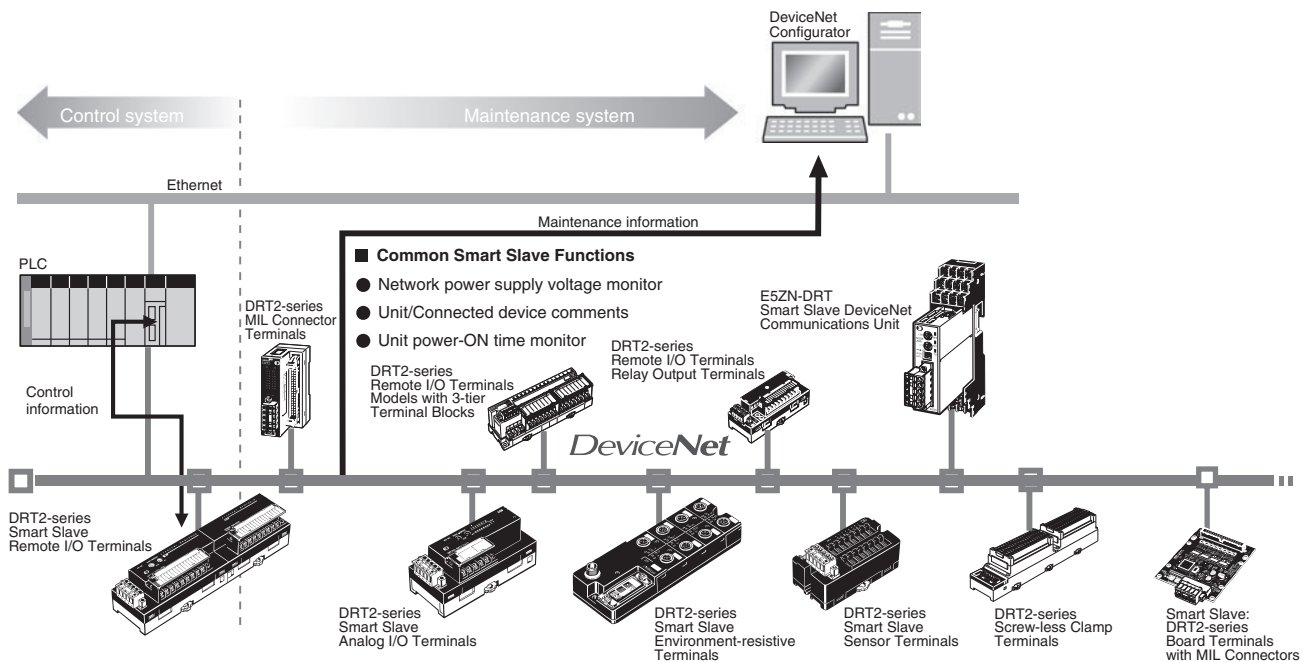 DeviceNet
Configurator
Control system
Maintenance system
Ethernet
Maintenance information
■ Common Smart Slave Functions
● Network power supply voltage monitor
● Unit/Connected device comments
● Unit power-ON time monitor
PLC
Control
information
DRT2-series
MIL Connector
Terminals
DRT2-series
Remote I/O Terminals
Models with 3-tier
Terminal Blocks
DRT2-series
Remote I/O Terminals
Relay Output Terminals
E5ZN-DRT
Smart Slave DeviceNet
Communications Unit
DeviceNet
DRT2-series
Smart Slave
Remote I/O Terminals
DRT2-series
Smart Slave
Analog I/O Terminals
DRT2-series
Smart Slave
Environment-resistive
Terminals
DRT2-series
Smart Slave
Sensor Terminals
DRT2-series
Screw-less Clamp
Terminals
Smart Slave:
DRT2-series
Board Terminals
with MIL Connectors